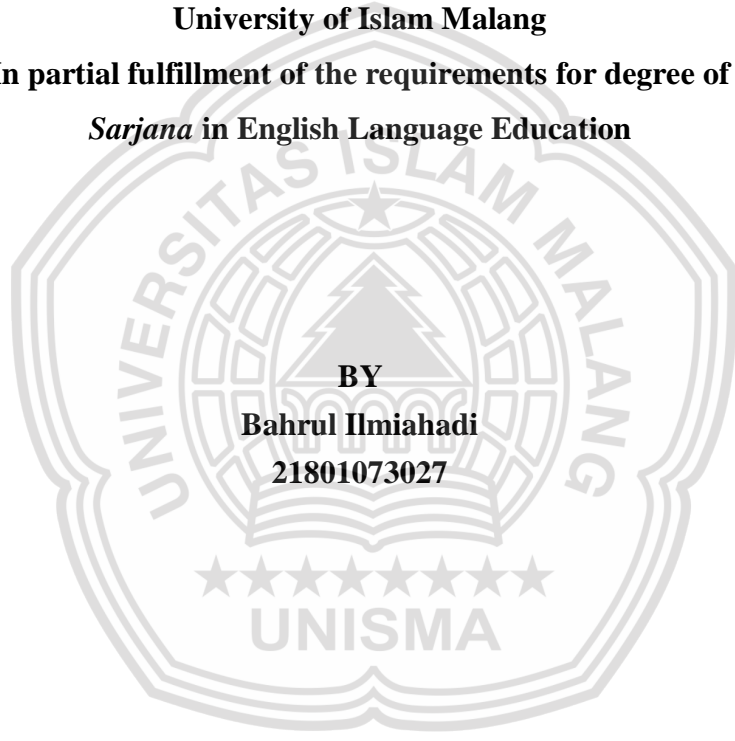 University of Islam Malang
n partial fulfillment of the requirements for degree of
Sarjana in English Language Education
UNIVERSITAS ISLAM MALANG
BY
Bahrul Ilmiahadi
21801073027
UNISMA